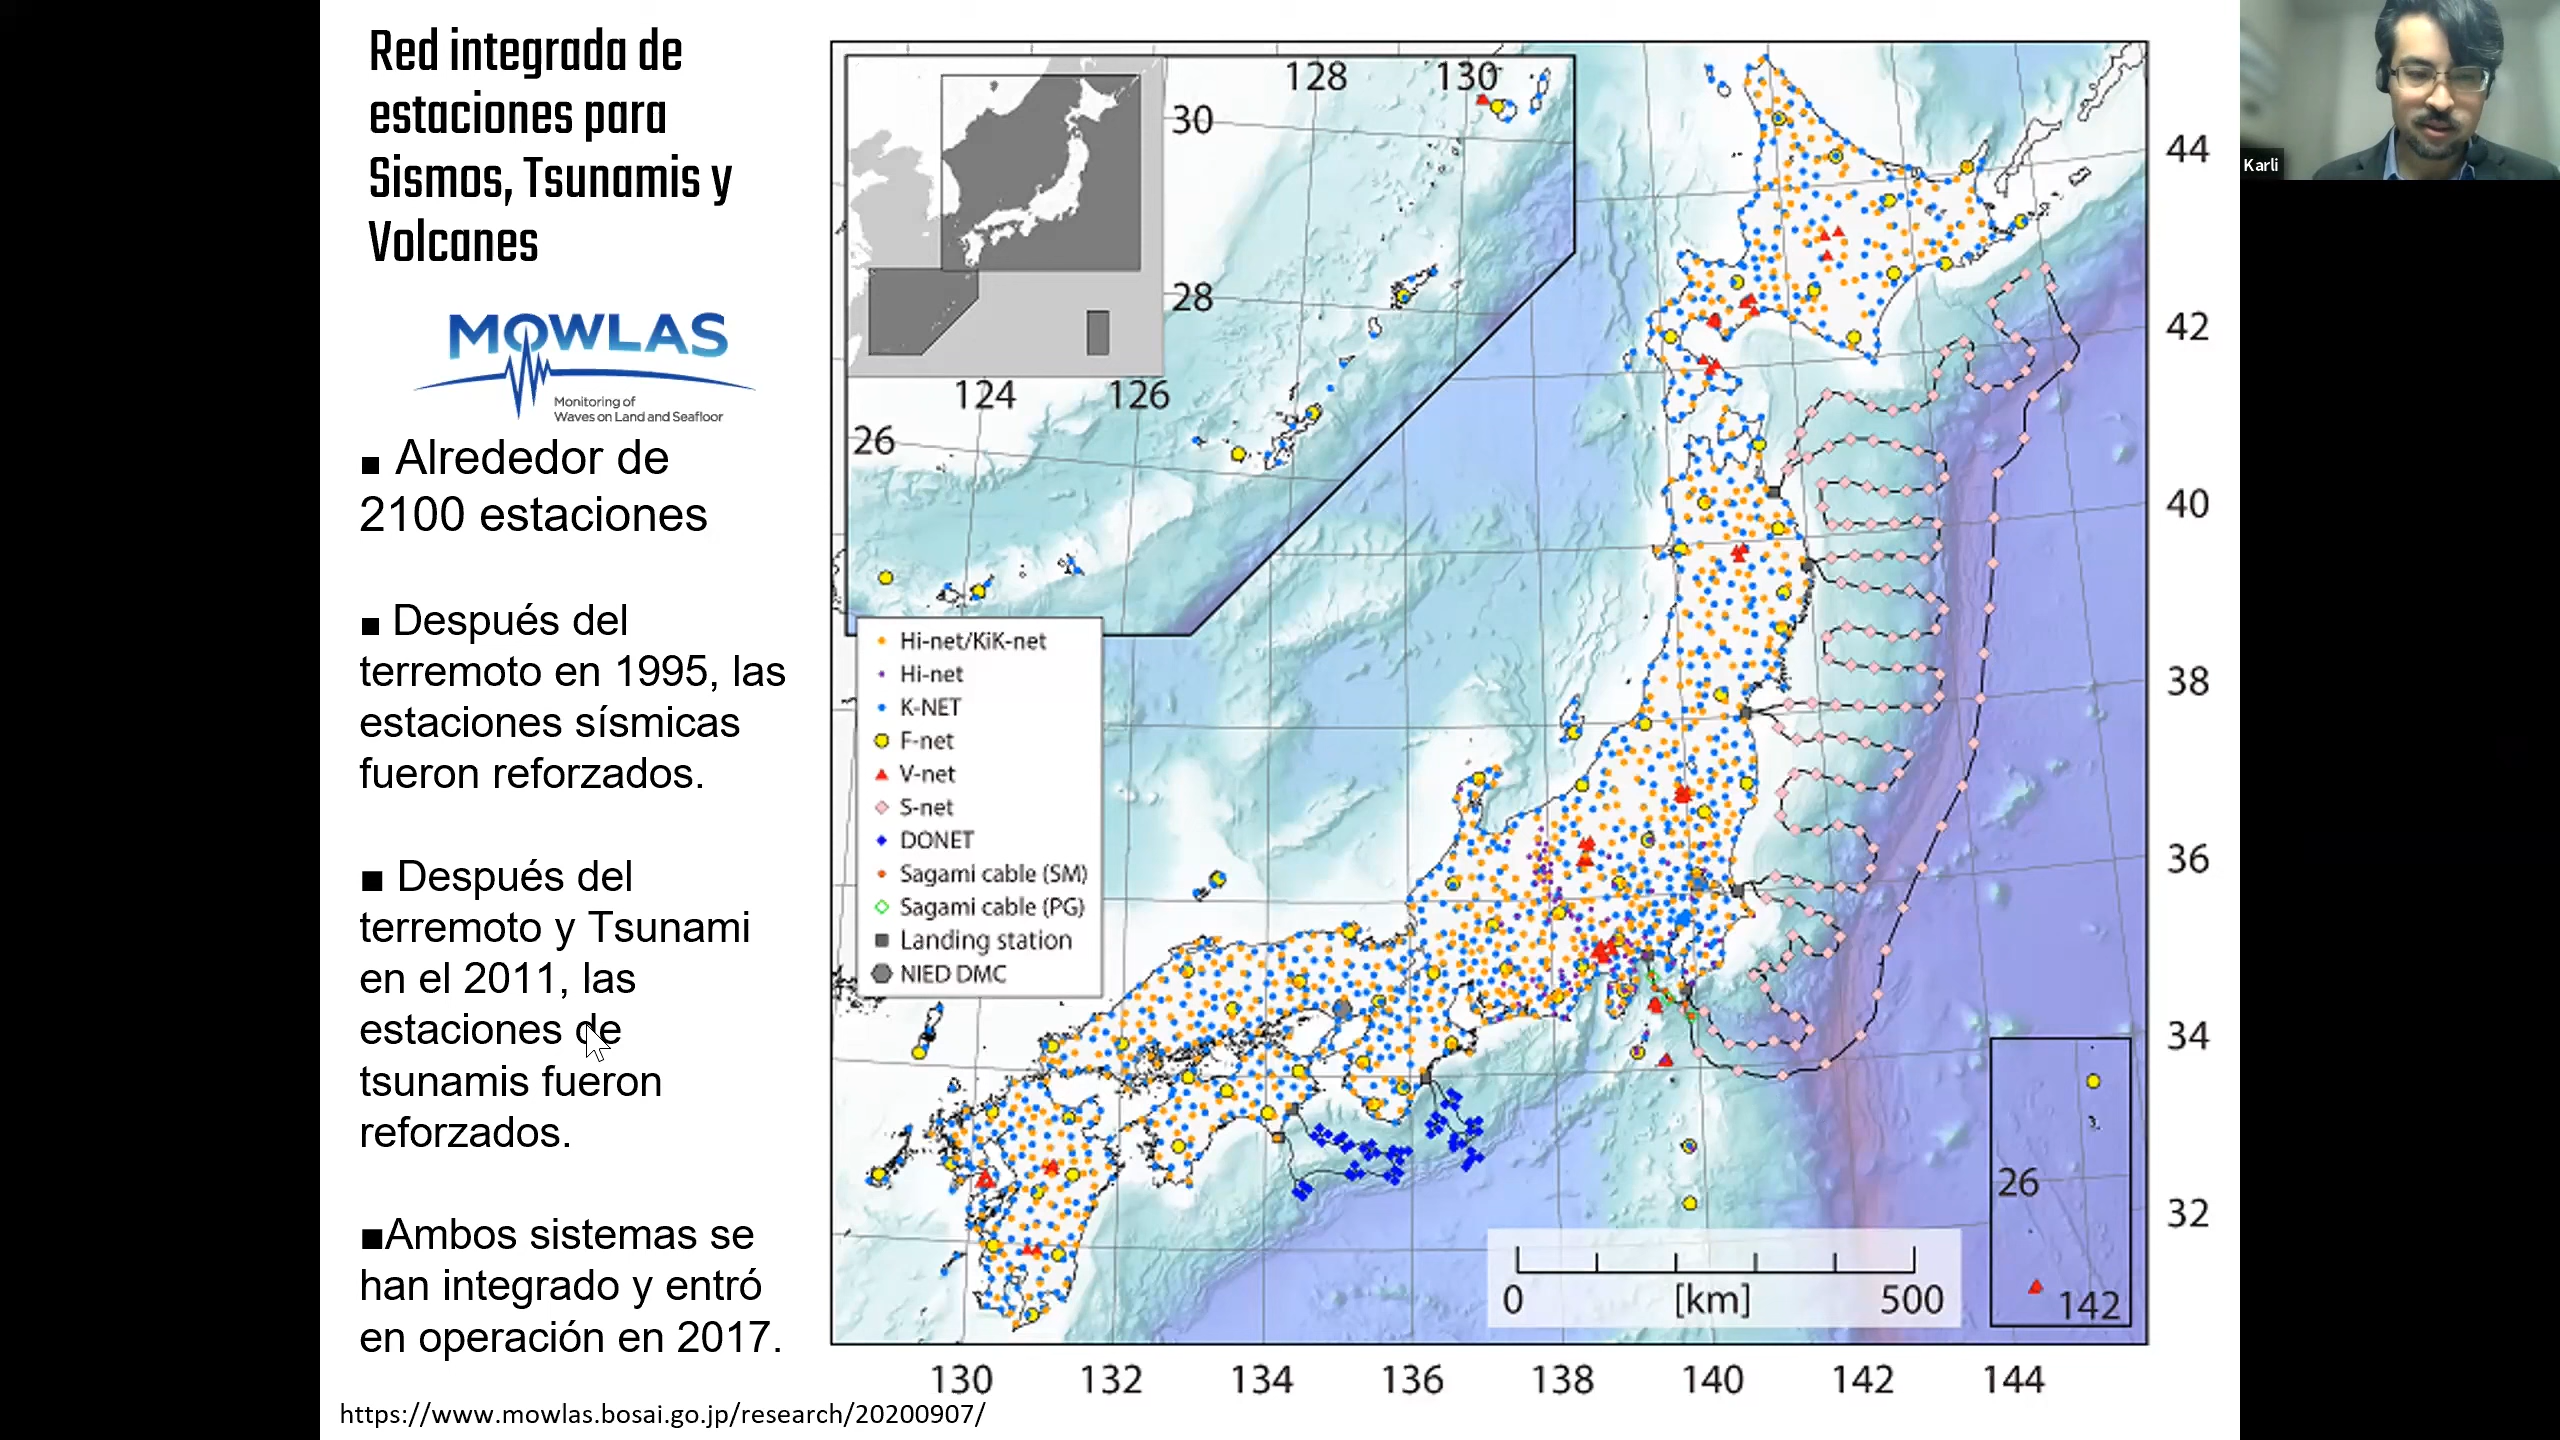 Red integrada de
estaciones para
Sismos, Tsunamis y
Volcanes
MOWLAS
Monitoring of
Waves on Land and Seafloor
■ Alrededor de
2100 estaciones
■ Después del
terremoto en 1995, las
estaciones sísmicas
fueron reforzados.
■ Después del
terremoto y Tsunami
en el 2011, las
estaciones de
tsunamis fueron
reforzados.
■Ambos sistemas se
han integrado y entró
en operación en 2017.
https://www.mowlas.bosai.go.jp/research/20200907/
128 130
30
28
124 126
26
Hi-net/KiK-net
Hi-net
K-NET
F-net
V-net
S-net
DONET
Sagami cable (SM)
Sagami cable (PG)
Landing station
NIED DMC
44
42
40
38
36
34
32
26
142
0 [km] 500
130 132 134 136 138 140 142 144
Karli